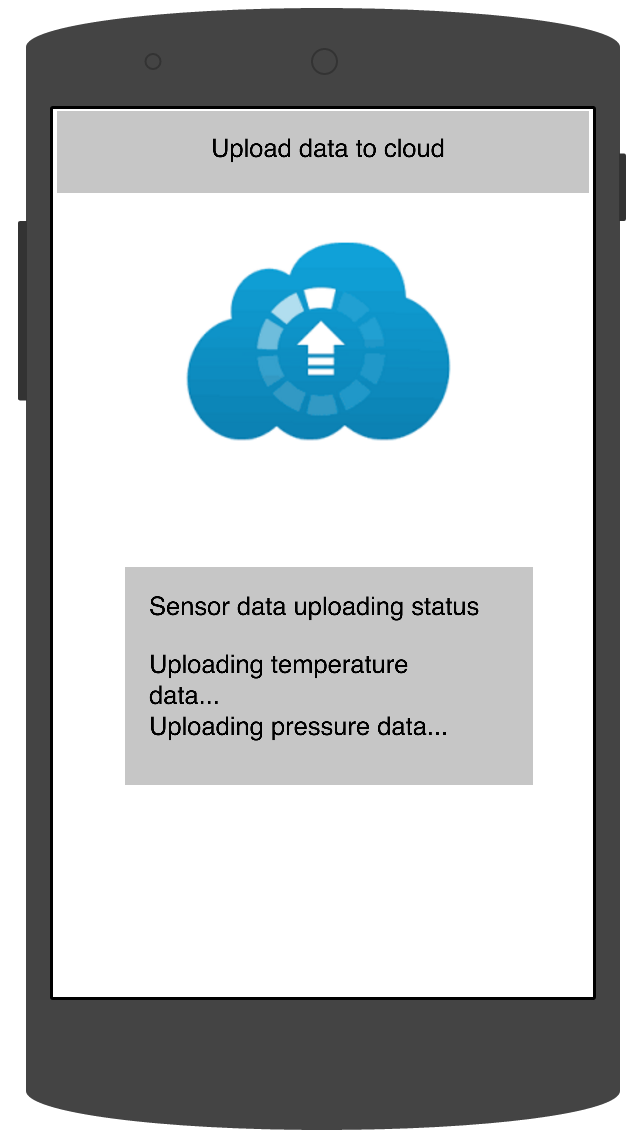 Upload data to cloud
Sensor data uploading status
Uploading temperature
data...
Uploading pressure data...